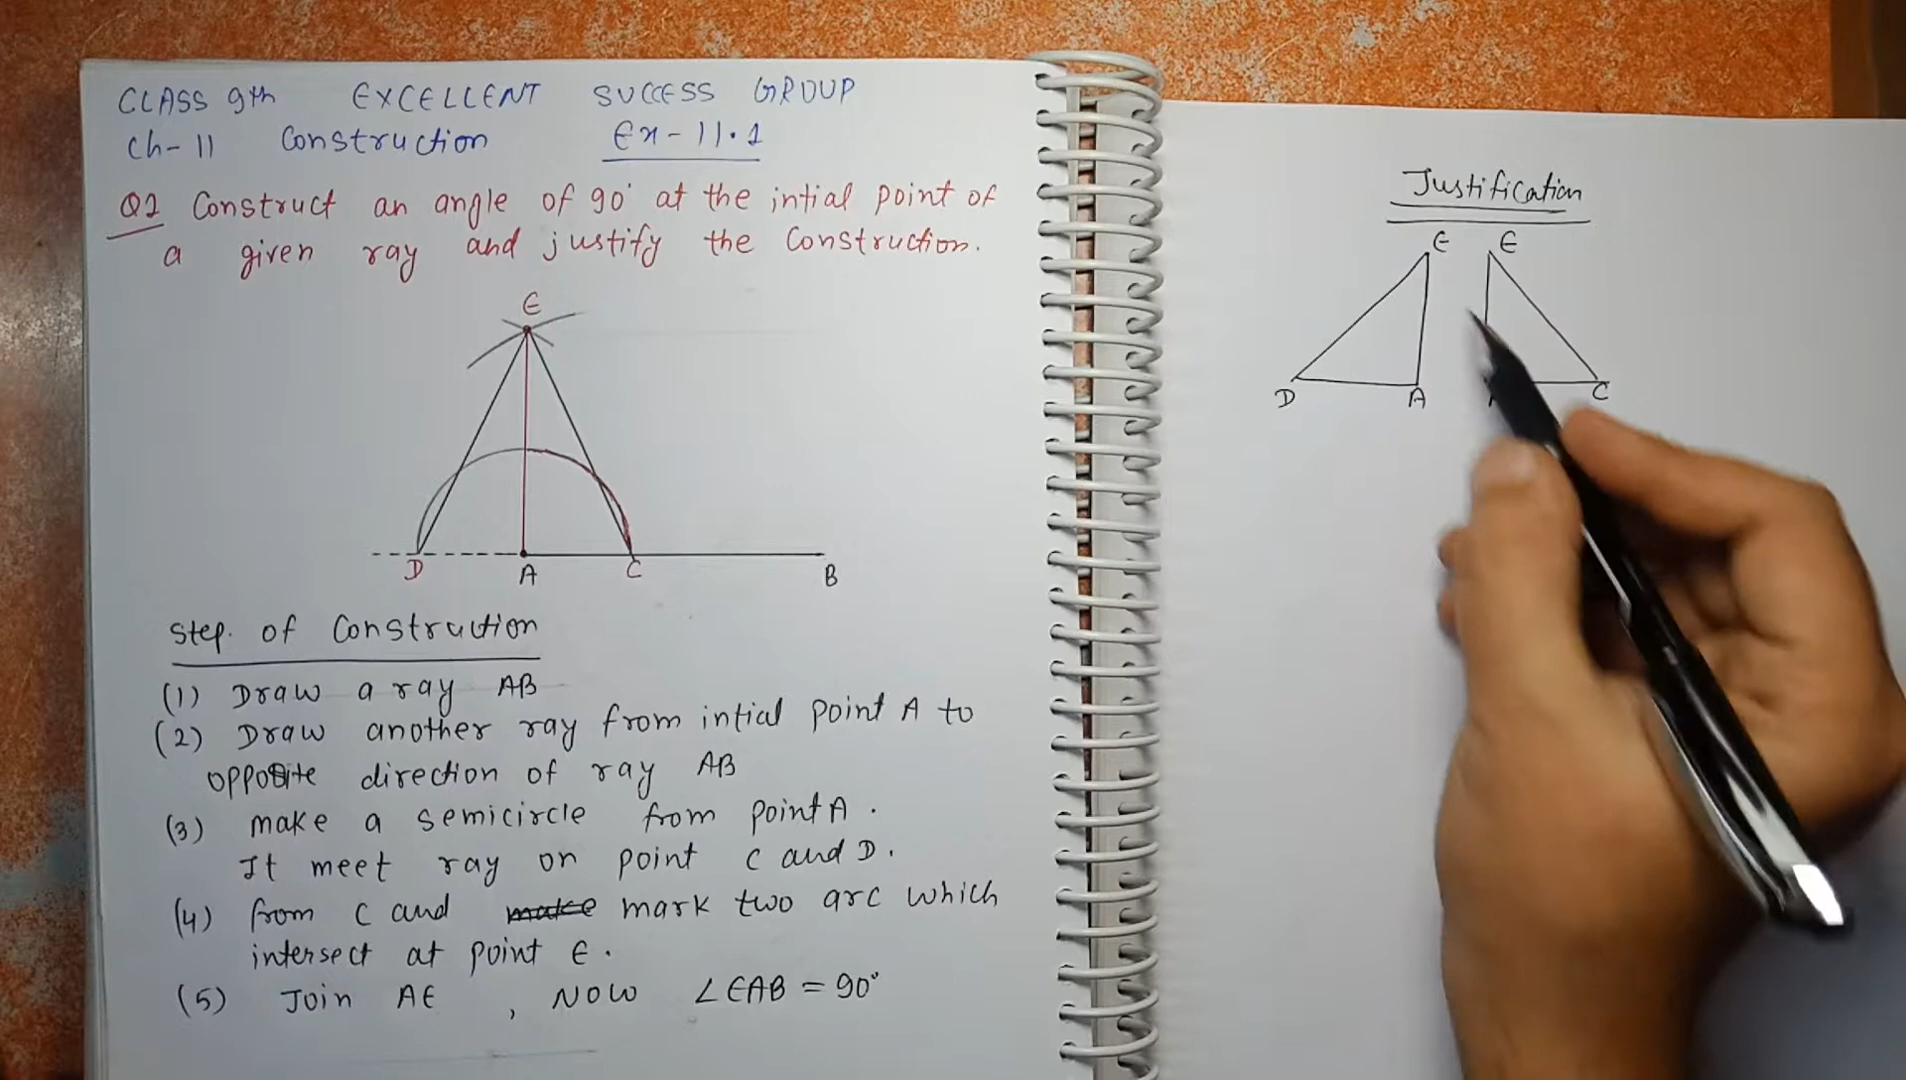 CLASS 9th EXCELLENT SUCCESS GROUP
Ch-11 Construction Ex-11.1
Q1 Construct an angle of 90° at the intial point of
a given ray and justify the Construction.
E
D A C B
Step. of Construction
(1) Draw a ray AB
(2) Draw another ray from intial point A to
opposite direction of ray AB
(3) make a semicircle from point A.
It meet ray on point C and D.
(4) from C and make mark two arc which
intersect at point E.
(5) Join AE, NOW ∠EAB = 90°
Justification
E E
D A C